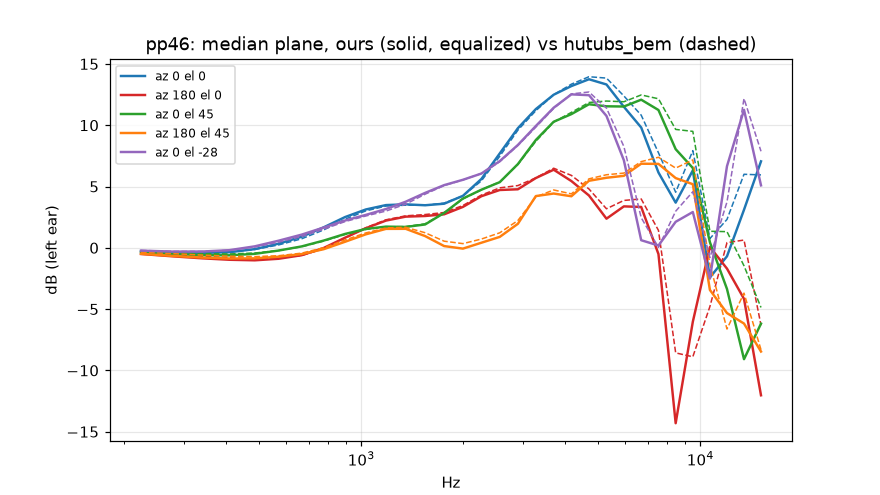 pp46: median plane, ours (solid, equalized) vs hutubs_bem (dashed)
az 0 el 0
az 180 el 0
az 0 el 45
az 180 el 45
az 0 el -28
15
10
5
0
−5
−10
−15
dB (left ear)
10³
10⁴
Hz